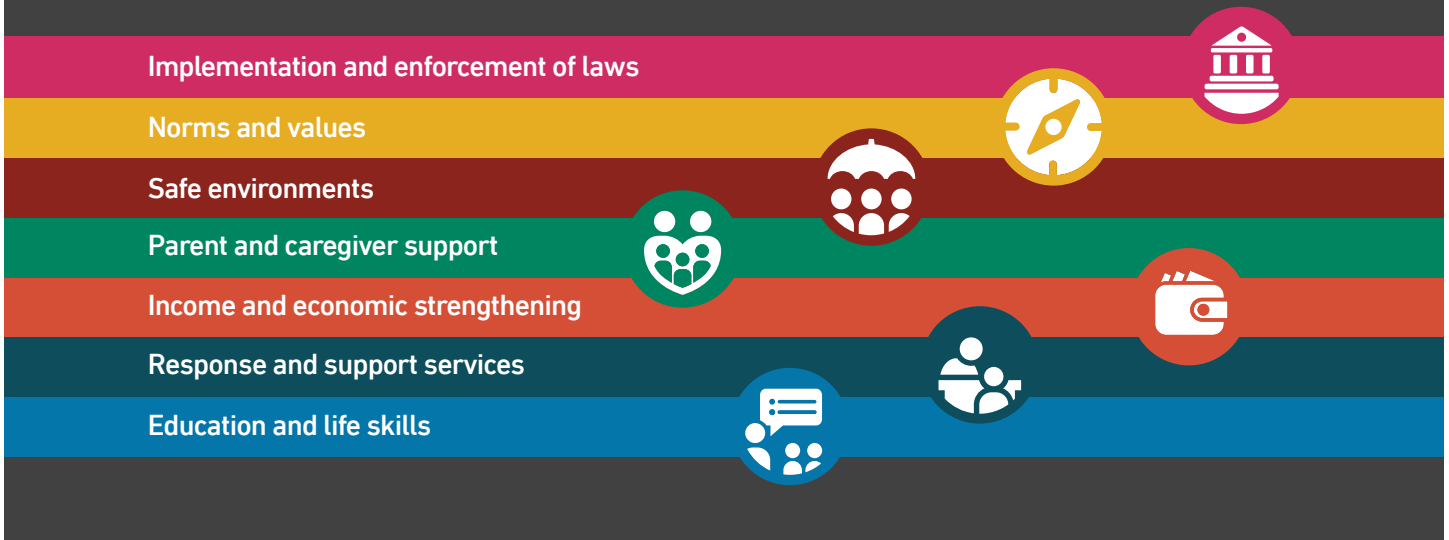 Implementation and enforcement of laws
Norms and values
Safe environments
Parent and caregiver support
Income and economic strengthening
Response and support services
Education and life skills